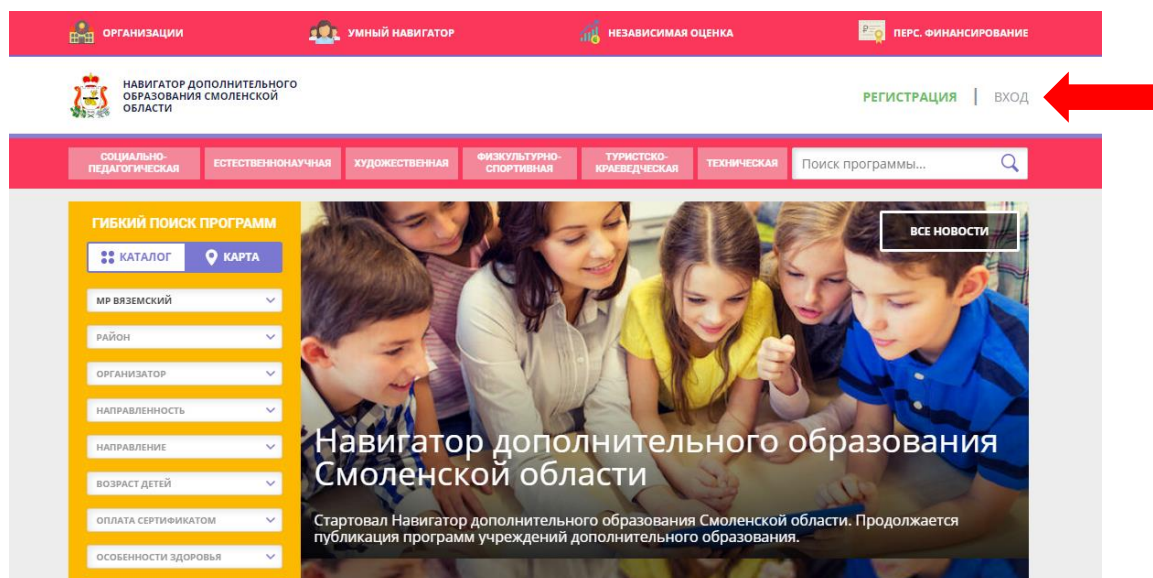 ОРГАНИЗАЦИИ
УМНЫЙ НАВИГАТОР
НЕЗАВИСИМАЯ ОЦЕНКА
ПЕРС. ФИНАНСИРОВАНИЕ
НАВИГАТОР ДОПОЛНИТЕЛЬНОГО
ОБРАЗОВАНИЯ СМОЛЕНСКОЙ
ОБЛАСТИ
РЕГИСТРАЦИЯ | ВХОД
СОЦИАЛЬНО-
ПЕДАГОГИЧЕСКАЯ
ЕСТЕСТВЕННОНАУЧНАЯ
ХУДОЖЕСТВЕННАЯ
ФИЗКУЛЬТУРНО-
СПОРТИВНАЯ
ТУРИСТСКО-
КРАЕВЕДЧЕСКАЯ
ТЕХНИЧЕСКАЯ
Поиск программы...
ГИБКИЙ ПОИСК ПРОГРАММ
КАТАЛОГ
КАРТА
МР ВЯЗЕМСКИЙ
РАЙОН
ОРГАНИЗАТОР
НАПРАВЛЕННОСТЬ
НАПРАВЛЕНИЕ
ВОЗРАСТ ДЕТЕЙ
ОПЛАТА СЕРТИФИКАТОМ
ОСОБЕННОСТИ ЗДОРОВЬЯ
ВСЕ НОВОСТИ
Навигатор дополнительного образования
Смоленской области
Стартовал Навигатор дополнительного образования Смоленской области. Продолжается
публикация программ учреждений дополнительного образования.